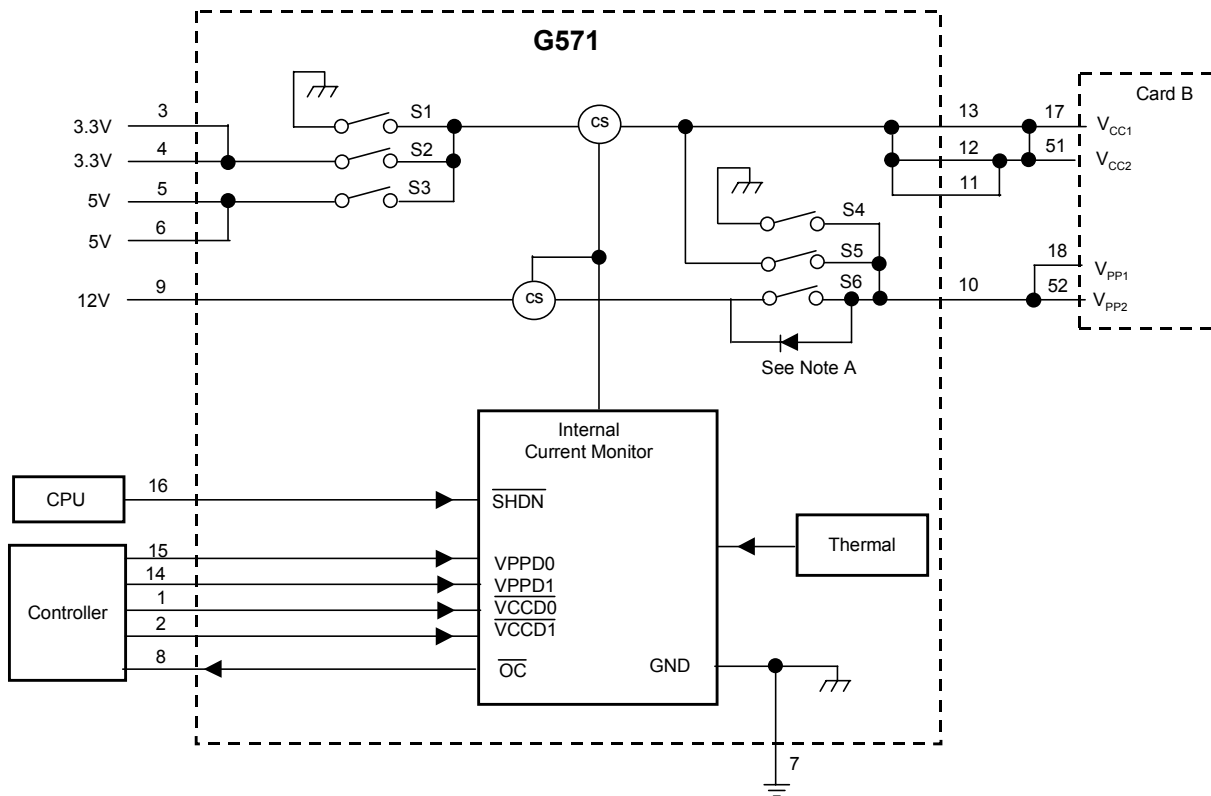 G571
3.3V 3
3.3V 4
5V 5
5V 6
12V 9
S1
S2
S3
CS
CS
S4
S5
S6
See Note A
13
12
11
10
17
51
18
52
Card B
VCC1
VCC2
VPP1
VPP2
Internal
Current Monitor
CPU
16
SHDN
Controller
15
14
1
2
8
VPPD0
VPPD1
VCCD0
VCCD1
OC
GND
Thermal
7